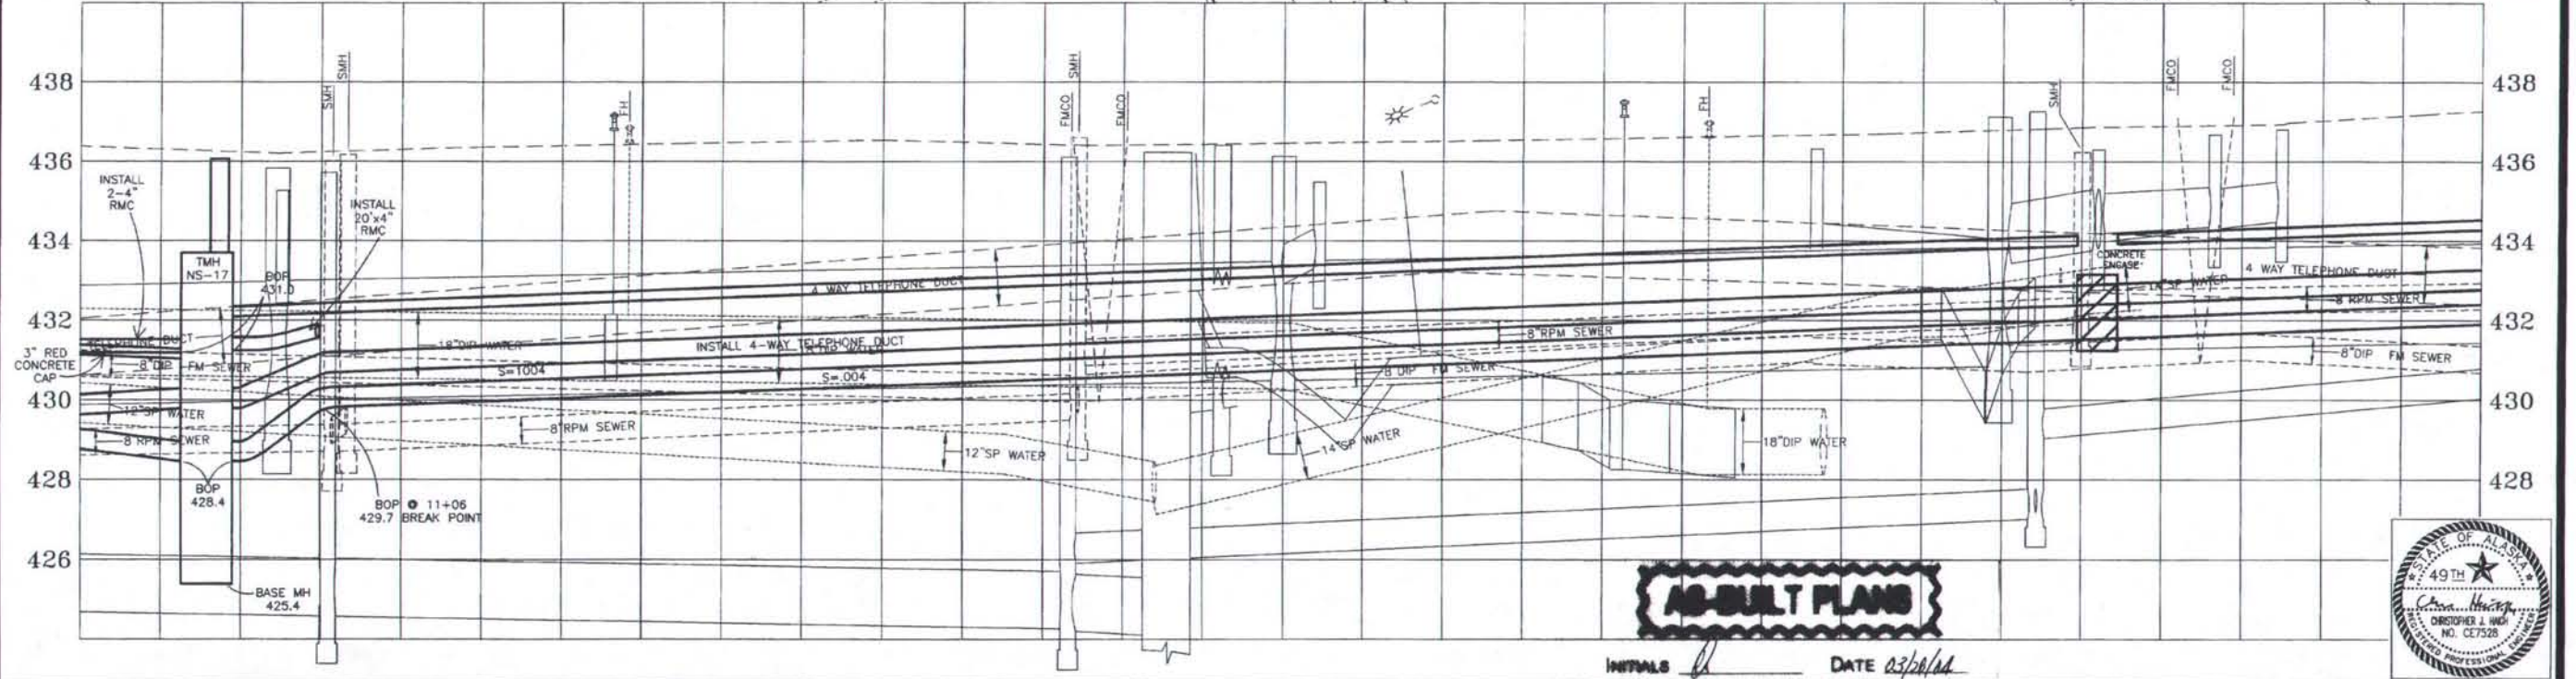 438
436
434
432
430
428
426
438
436
434
432
430
428
SMH
SMH
FH
FMCO
SMH
FMCO
FH
SMH
FMCO
FMCO
INSTALL
2-4"
RMC
TMH
NS-17
BOP
431.0
INSTALL
20'x4"
RMC
3" RED
CONCRETE
CAP
TELEPHONE DUCT
8"DIP FM SEWER
12"SP WATER
8"RPM SEWER
BOP
428.4
BASE MH
425.4
BOP @ 11+06
429.7 BREAK POINT
18"DIP WATER
S=.004
8"RPM SEWER
4 WAY TELEPHONE DUCT
INSTALL 4-WAY TELEPHONE DUCT
S=.004
12"SP WATER
8"RPM SEWER
8"DIP FM SEWER
14"SP WATER
18"DIP WATER
CONCRETE
ENCASE
14"SP WATER
4 WAY TELEPHONE DUCT
8 RPM SEWER
8"DIP FM SEWER
AS-BUILT PLANS
INITIALS
DATE
STATE OF ALASKA
49TH
CHRISTOPHER J. HAIGH
NO. CE7528
REGISTERED PROFESSIONAL ENGINEER